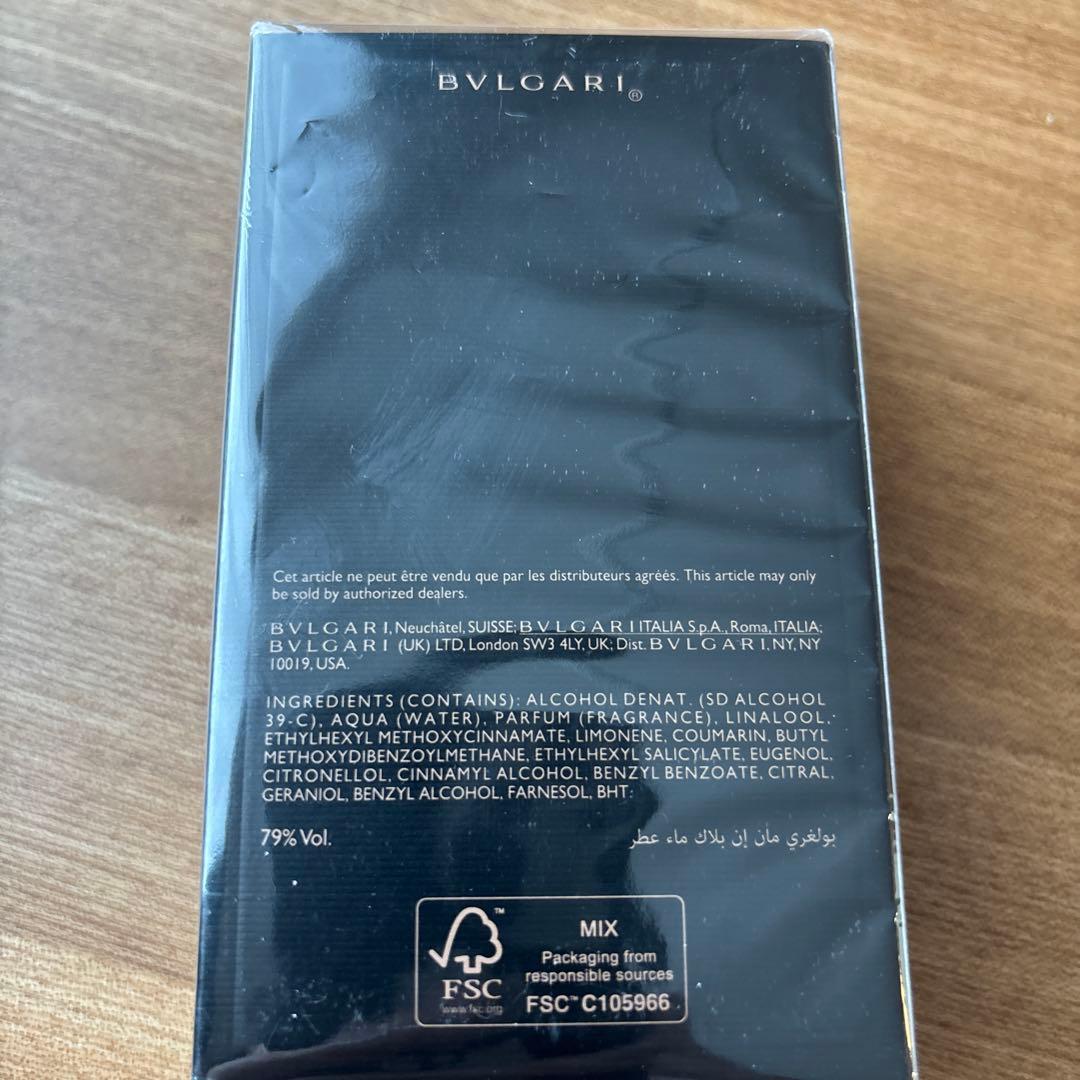 BVLGARI®
Cet article ne peut être vendu que par les distributeurs agréés. This article may only
be sold by authorized dealers.
BVLGARI, Neuchâtel, SUISSE; BVLGARI ITALIA S.p.A., Roma, ITALIA;
BVLGARI (UK) LTD, London SW3 4LY, UK; Dist. BVLGARI, NY, NY
10019, USA.
INGREDIENTS (CONTAINS): ALCOHOL DENAT. (SD ALCOHOL
39-C), AQUA (WATER), PARFUM (FRAGRANCE), LINALOOL,
ETHYLHEXYL METHOXYCINNAMATE, LIMONENE, COUMARIN, BUTYL
METHOXYDIBENZOYLMETHANE, ETHYLHEXYL SALICYLATE, EUGENOL,
CITRONELLOL, CINNAMYL ALCOHOL, BENZYL BENZOATE, CITRAL,
GERANIOL, BENZYL ALCOHOL, FARNESOL, BHT.
79% Vol.
بولغري مان إن بلاك ماء عطر
™
FSC
www.fsc.org
MIX
Packaging from
responsible sources
FSC™ C105966